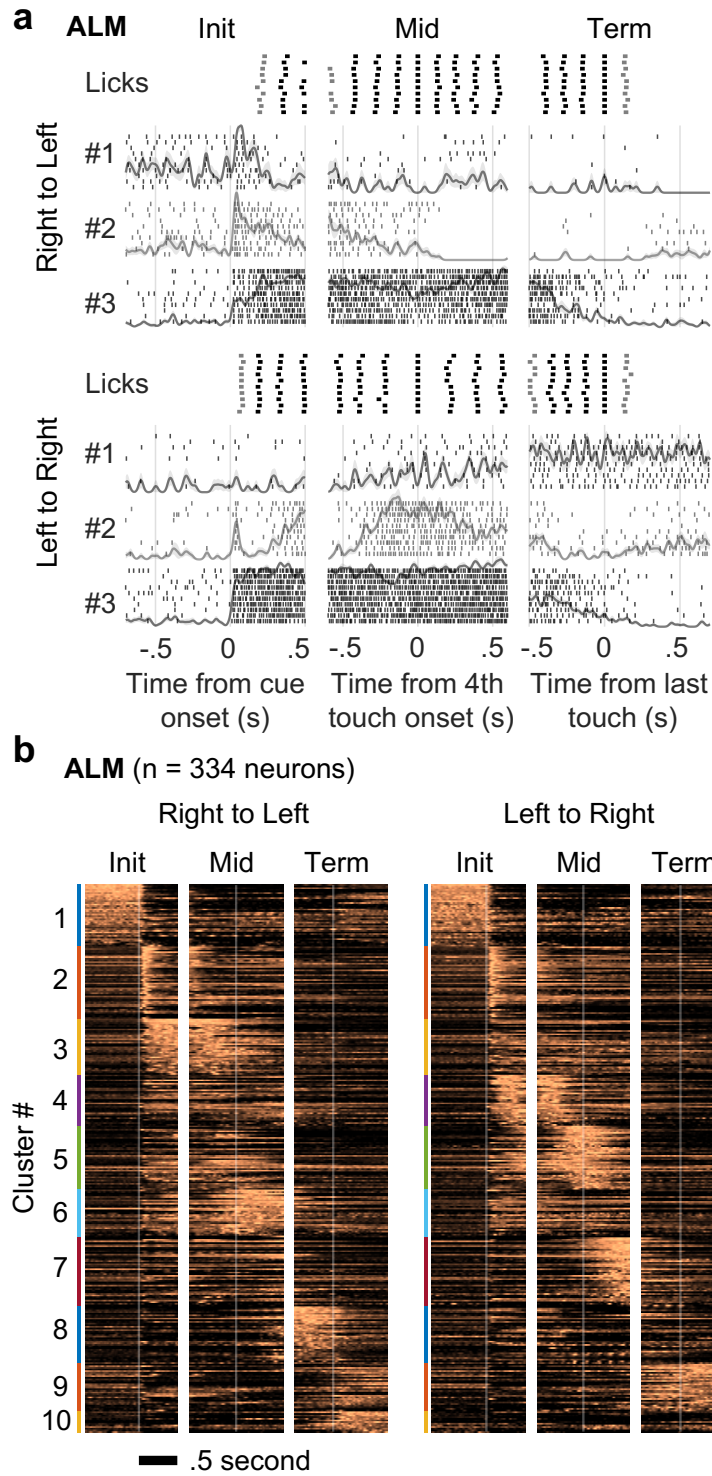 a
ALM Init Mid Term
Licks
Right to Left
#1
#2
#3
Licks
Left to Right
#1
#2
#3
-.5 0 .5 -.5 0 .5 -.5 0 .5
Time from cue
onset (s)
Time from 4th
touch onset (s)
Time from last
touch (s)
b
ALM (n = 334 neurons)
Right to Left Left to Right
Init Mid Term Init Mid Term
Cluster #
1
2
3
4
5
6
7
8
9
10
.5 second